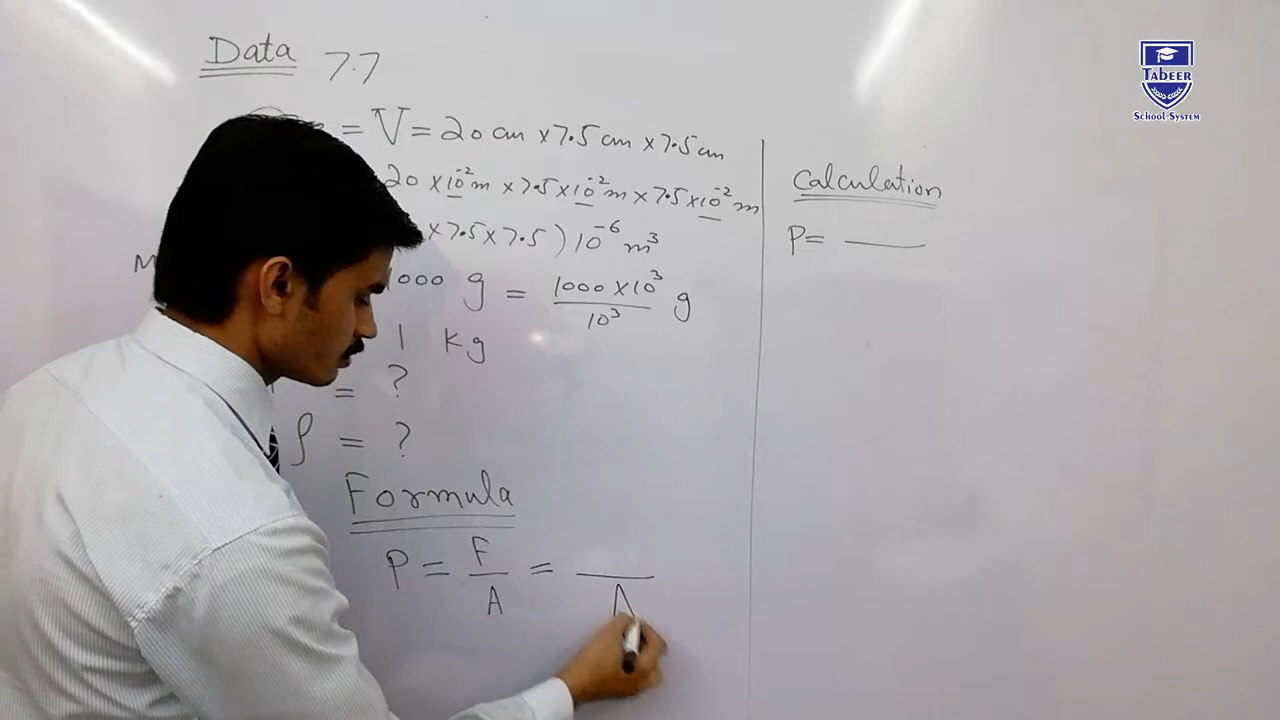 Data 7.7
= V = 20 cm × 7.5 cm × 7.5 cm
20 × 10⁻² m × 7.5 × 10⁻² m × 7.5 × 10⁻² m
× 7.5 × 7.5 ) 10⁻⁶ m³
M 1000 g = 1000 × 10³ / 10³ g
1 kg
= ?
ρ = ?
Formula
P = F / A =
Calculation
P =
TABEER
SCHOOL SYSTEM